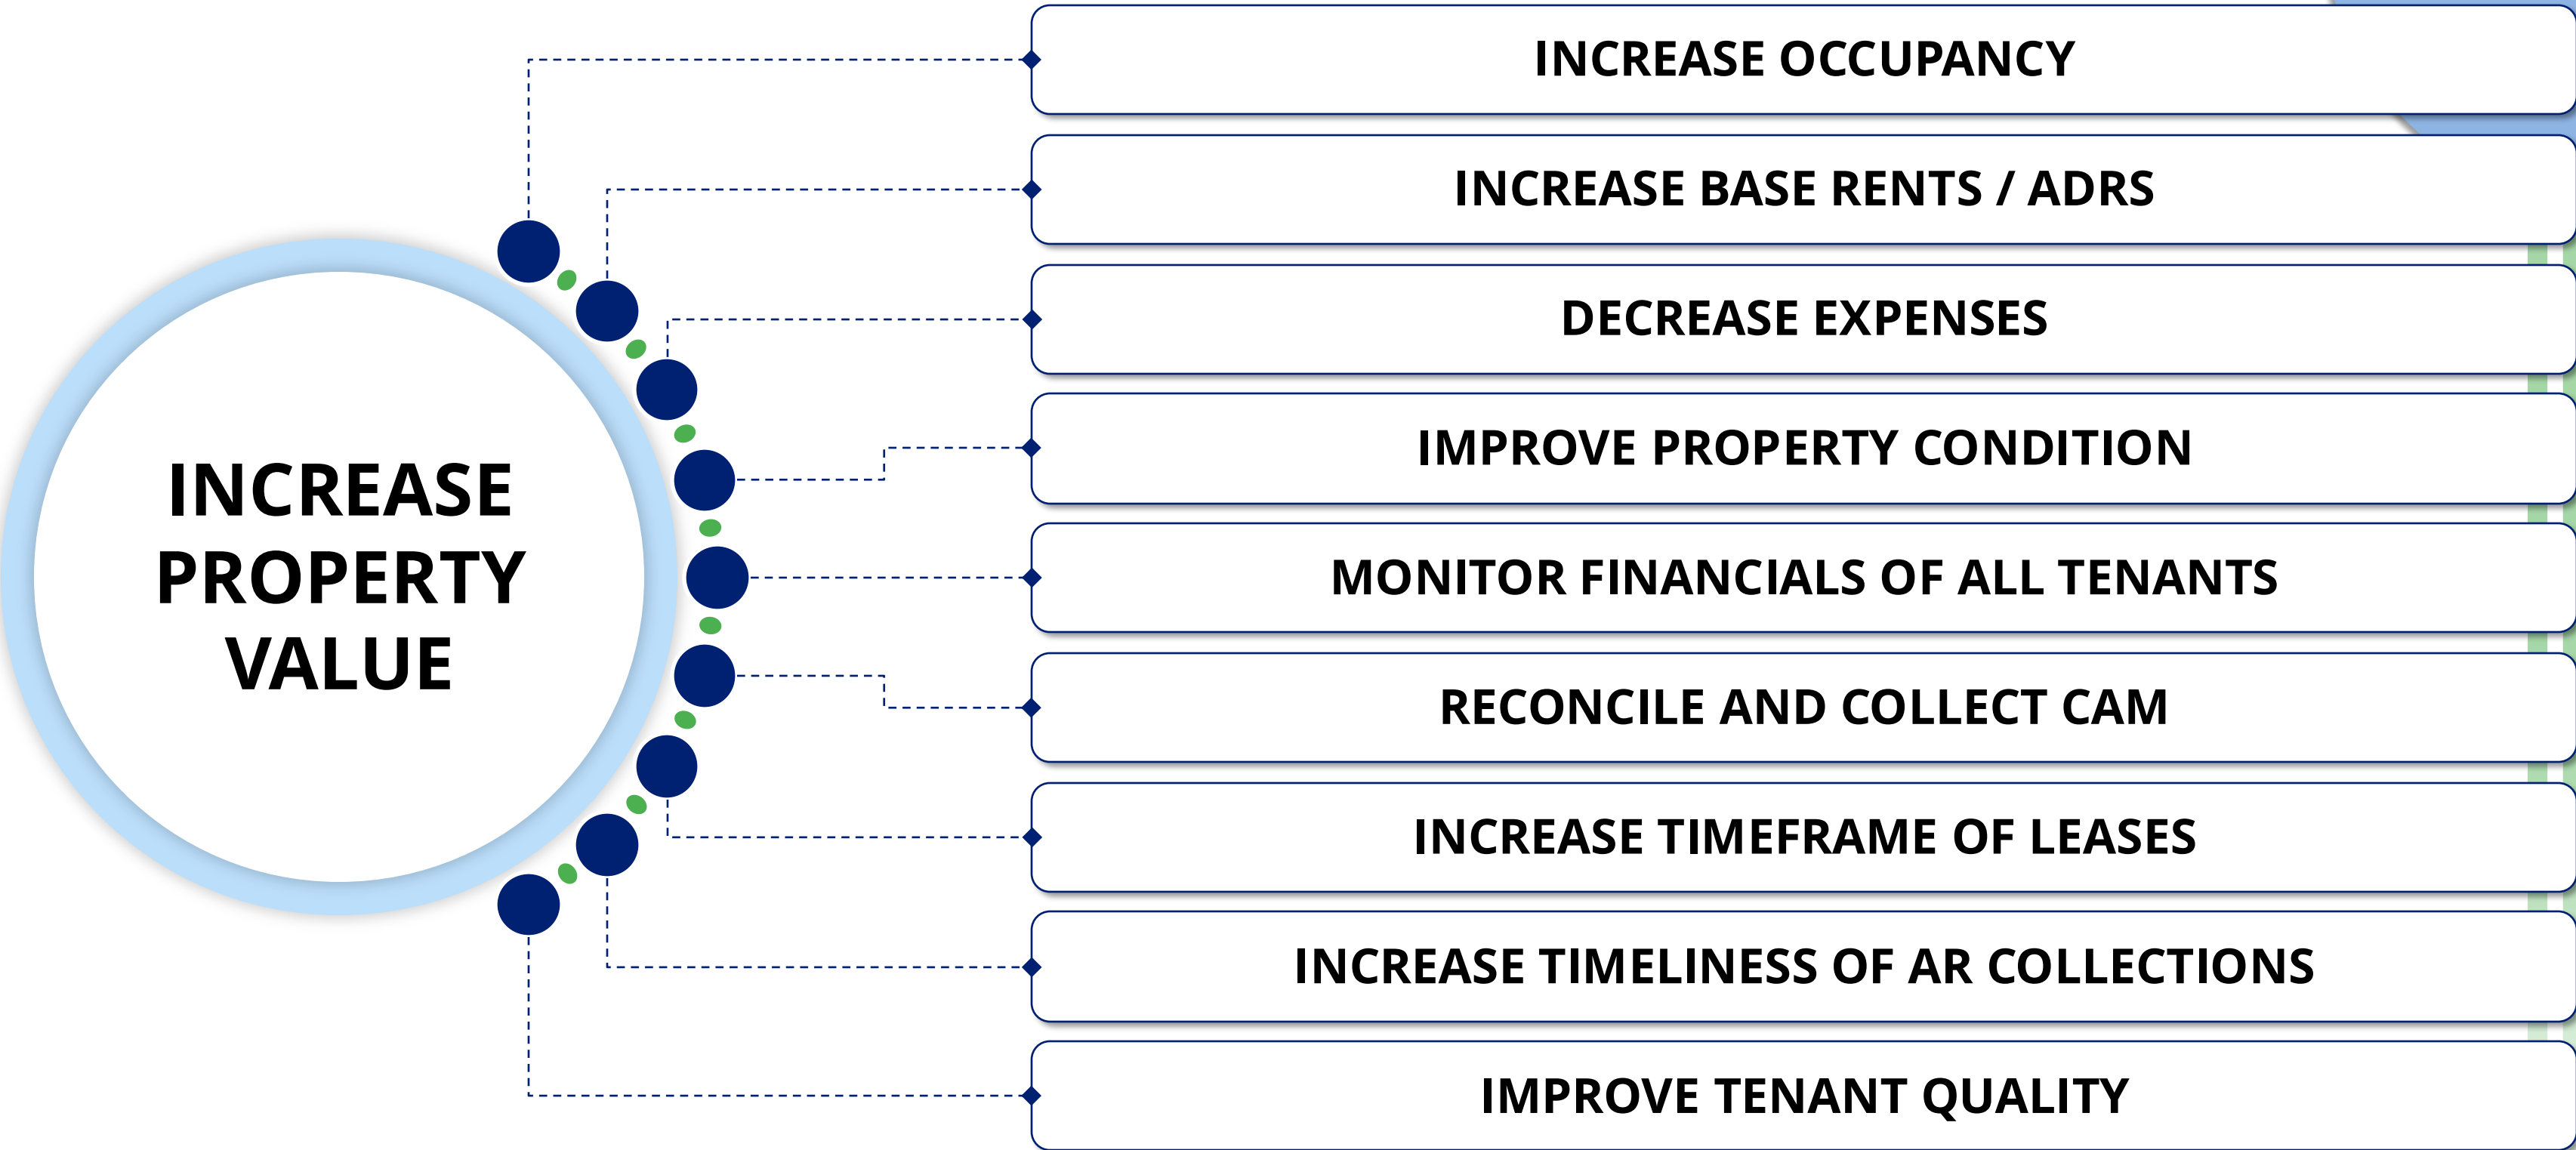 INCREASE
PROPERTY
VALUE
INCREASE OCCUPANCY
INCREASE BASE RENTS / ADRS
DECREASE EXPENSES
IMPROVE PROPERTY CONDITION
MONITOR FINANCIALS OF ALL TENANTS
RECONCILE AND COLLECT CAM
INCREASE TIMEFRAME OF LEASES
INCREASE TIMELINESS OF AR COLLECTIONS
IMPROVE TENANT QUALITY